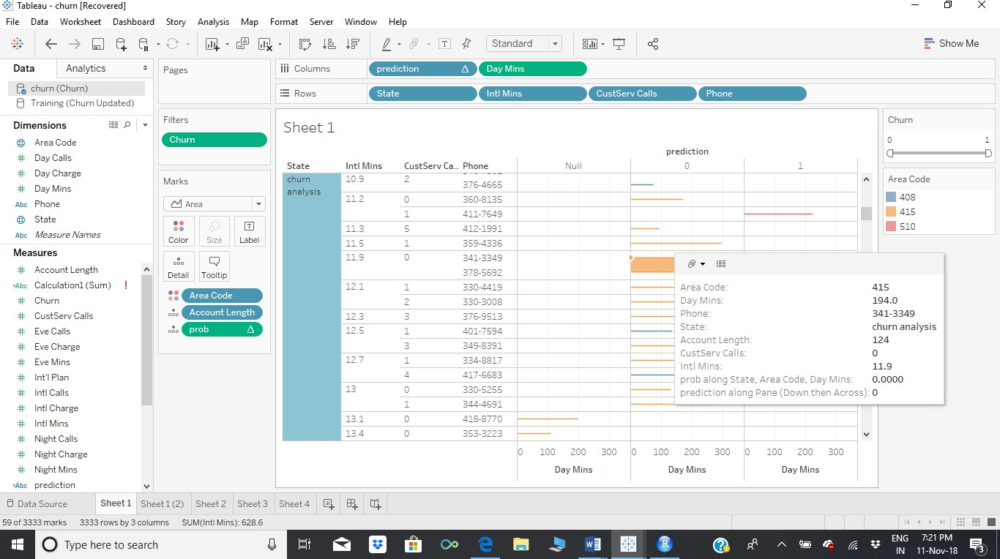 Tableau - churn [Recovered]
File Data Worksheet Dashboard Story Analysis Map Format Server Window Help
Standard
Show Me
Data Analytics
churn (Churn)
Training (Churn Updated)
Dimensions
Area Code
Day Calls
Day Charge
Day Mins
Abc Phone
State
Abc Measure Names
Measures
Account Length
=Abc Calculation1 (Sum) !
Churn
CustServ Calls
Eve Calls
Eve Charge
Eve Mins
Int'l Plan
Intl Calls
Intl Charge
Intl Mins
Night Calls
Night Charge
Night Mins
=Abc prediction
Pages
Filters
Churn
Marks
Area
Color Size Label
Detail Tooltip
Area Code
Account Length
prob Δ
Columns prediction Δ Day Mins
Rows State Intl Mins CustServ Calls Phone
Sheet 1
prediction
State Intl Mins CustServ Ca.. Phone Null 0 1
churn analysis
10.9 2 376-4665
11.2 0 360-8135
1 411-7649
11.3 5 412-1991
11.5 1 359-4336
11.9 0 341-3349
378-5692
12.1 1 330-4419
2 330-3008
12.3 3 376-9513
12.5 1 401-7594
3 349-8391
12.7 1 334-8817
4 417-6683
13 0 330-5255
1 344-4691
13.1 0 418-8770
13.4 0 353-3223
0 100 200 300 0 100 200 300 0 100 200 300
Day Mins Day Mins Day Mins
Area Code: 415
Day Mins: 194.0
Phone: 341-3349
State: churn analysis
Account Length: 124
CustServ Calls: 0
Intl Mins: 11.9
prob along State, Area Code, Day Mins: 0.0000
prediction along Pane (Down then Across): 0
Churn
0 1
Area Code
408
415
510
Data Source Sheet 1 Sheet 1 (2) Sheet 2 Sheet 3 Sheet 4
59 of 3333 marks 3333 rows by 3 columns SUM(Intl Mins): 628.6
Type here to search
ENG
IN
7:21 PM
11-Nov-18
3